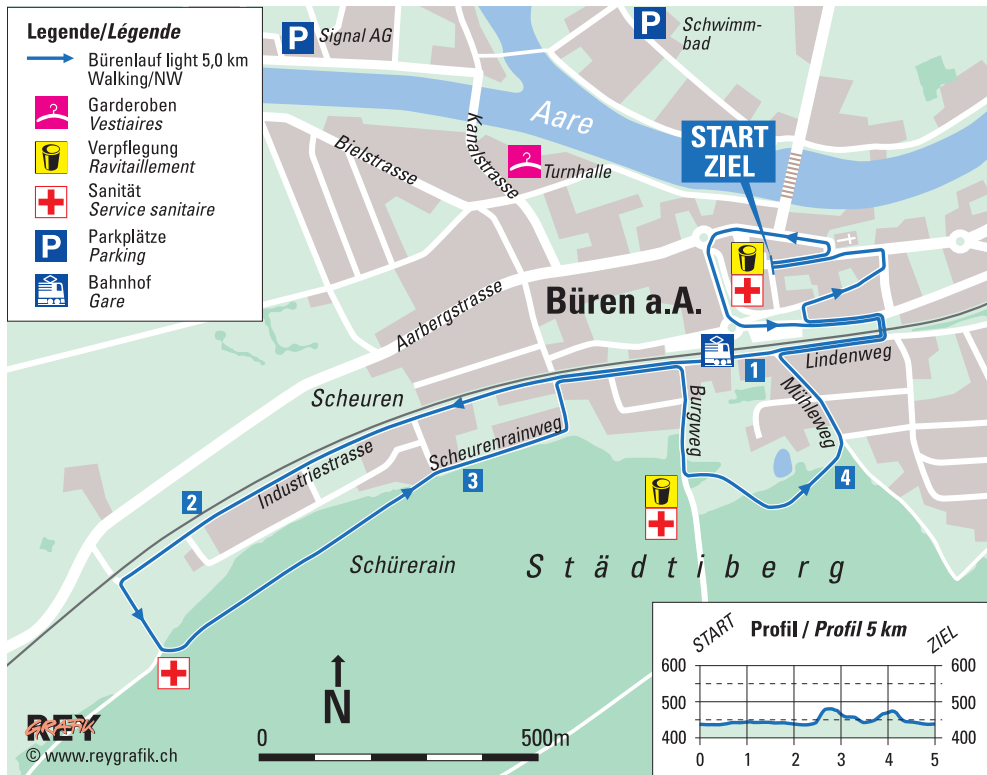 Legende/Légende
Bürenlauf light 5,0 km
Walking/NW
Garderoben
Vestiaires
Verpflegung
Ravitaillement
Sanität
Service sanitaire
P
Parkplätze
Parking
Bahnhof
Gare
P
Signal AG
P
Schwimm-
bad
Aare
START
ZIEL
Bielstrasse
Kanalstrasse
Turnhalle
Büren a.A.
Aarbergstrasse
1
Lindenweg
Scheuren
Burgweg
Mühleweg
Scheurenrainweg
Industriestrasse
2
3
4
Schürerain
Städtiberg
N
0
500m
REY
GRAFIK
© www.reygrafik.ch
START
Profil / Profil 5 km
ZIEL
600
600
500
500
400
400
0 1 2 3 4 5